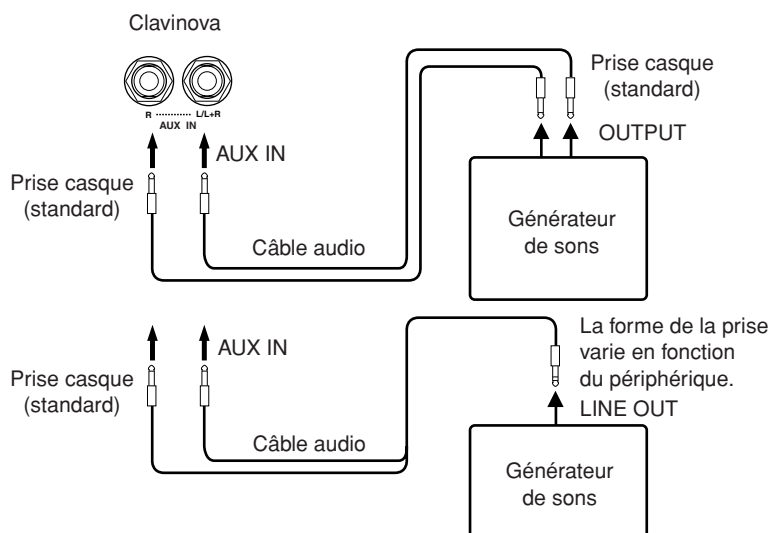 Clavinova
R L/L+R
AUX IN
AUX IN
Prise casque
(standard)
Câble audio
Prise casque
(standard)
OUTPUT
Générateur
de sons
AUX IN
Prise casque
(standard)
Câble audio
La forme de la prise
varie en fonction
du périphérique.
LINE OUT
Générateur
de sons